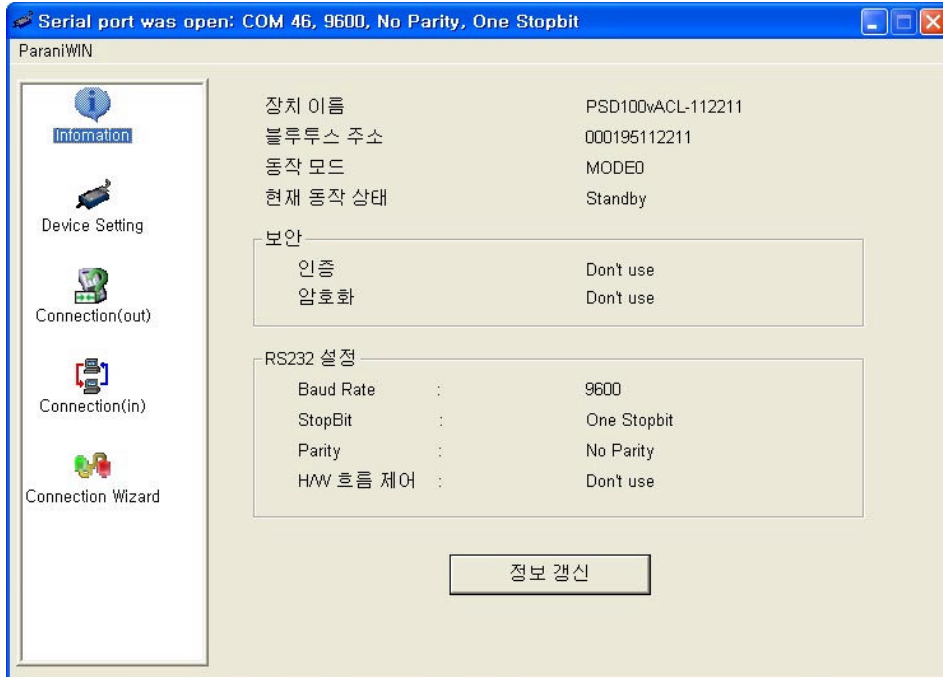 Serial port was open: COM 46, 9600, No Parity, One Stopbit
ParaniWIN
Infomation
Device Setting
Connection(out)
Connection(in)
Connection Wizard
장치 이름 PSD100vACL-112211
블루투스 주소 000195112211
동작 모드 MODE0
현재 동작 상태 Standby
보안
인증 Don't use
암호화 Don't use
RS232 설정
Baud Rate : 9600
StopBit : One Stopbit
Parity : No Parity
H/W 흐름 제어 : Don't use
정보 갱신